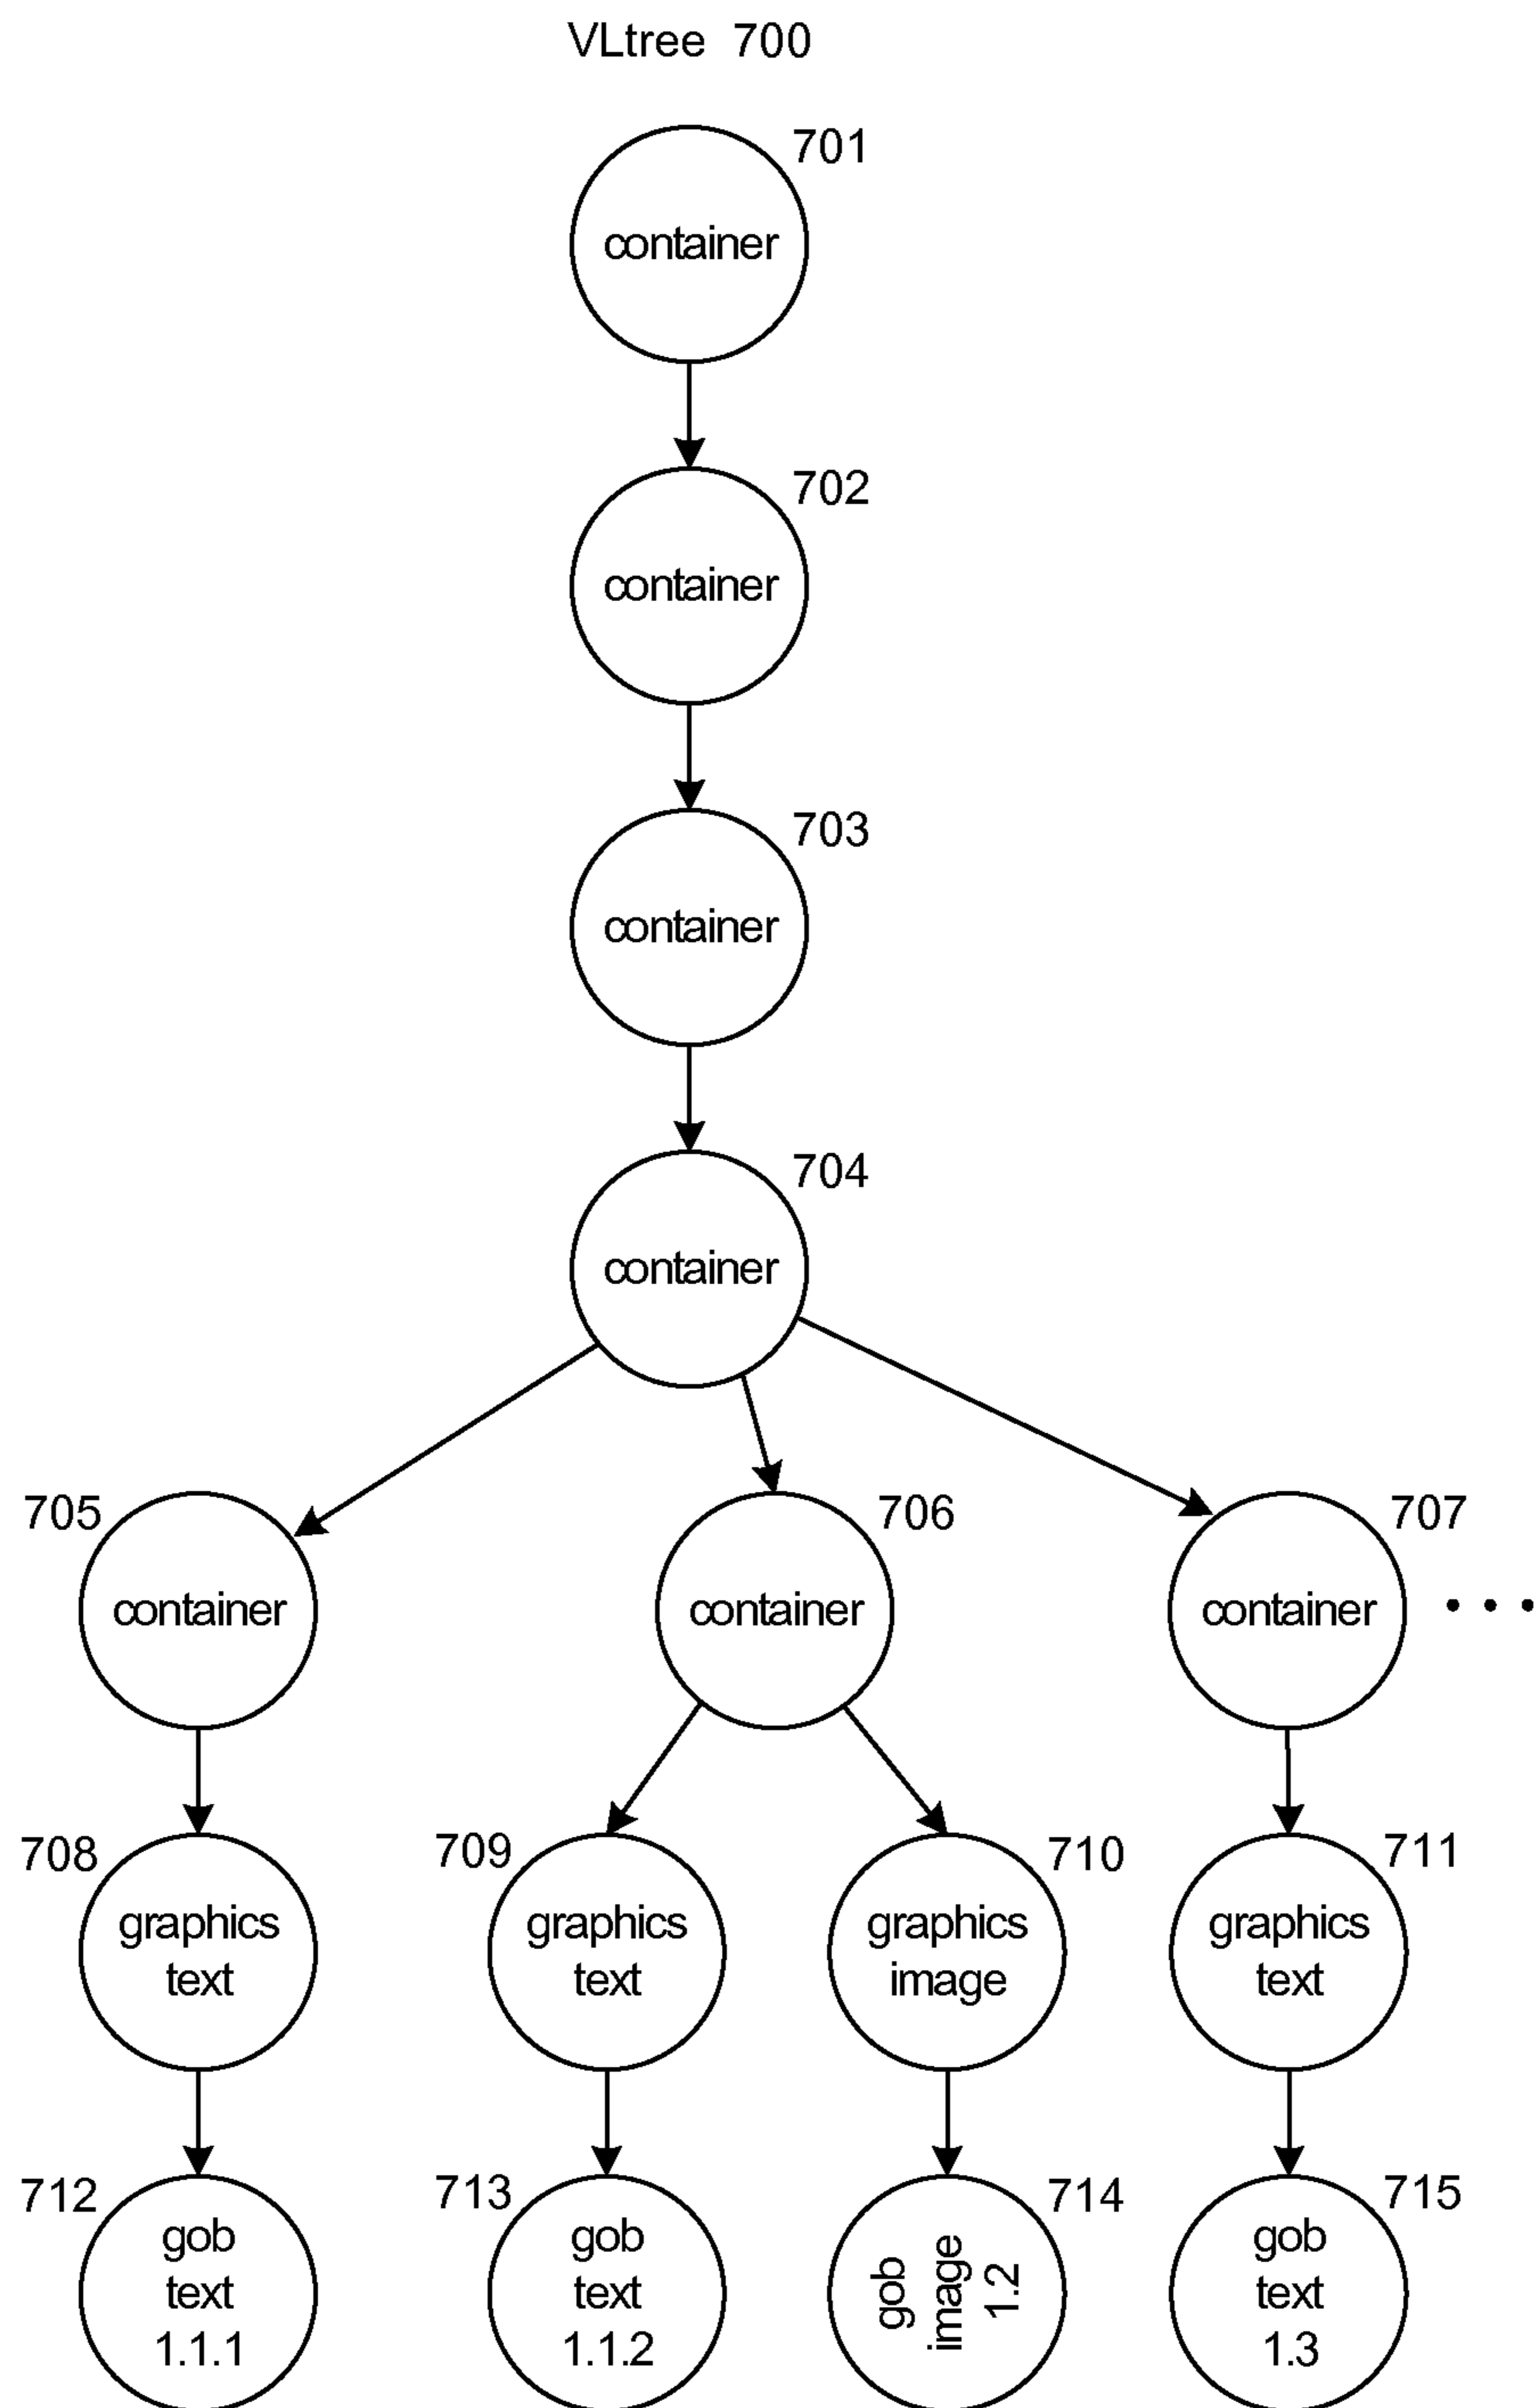 VLtree 700
701
container
702
container
703
container
704
container
705
706
707
container
container
container
. . .
708
709
710
711
graphics
text
graphics
text
graphics
image
graphics
text
712
713
714
715
gob
text
1.1.1
gob
text
1.1.2
gob
image
1.2
gob
text
1.3